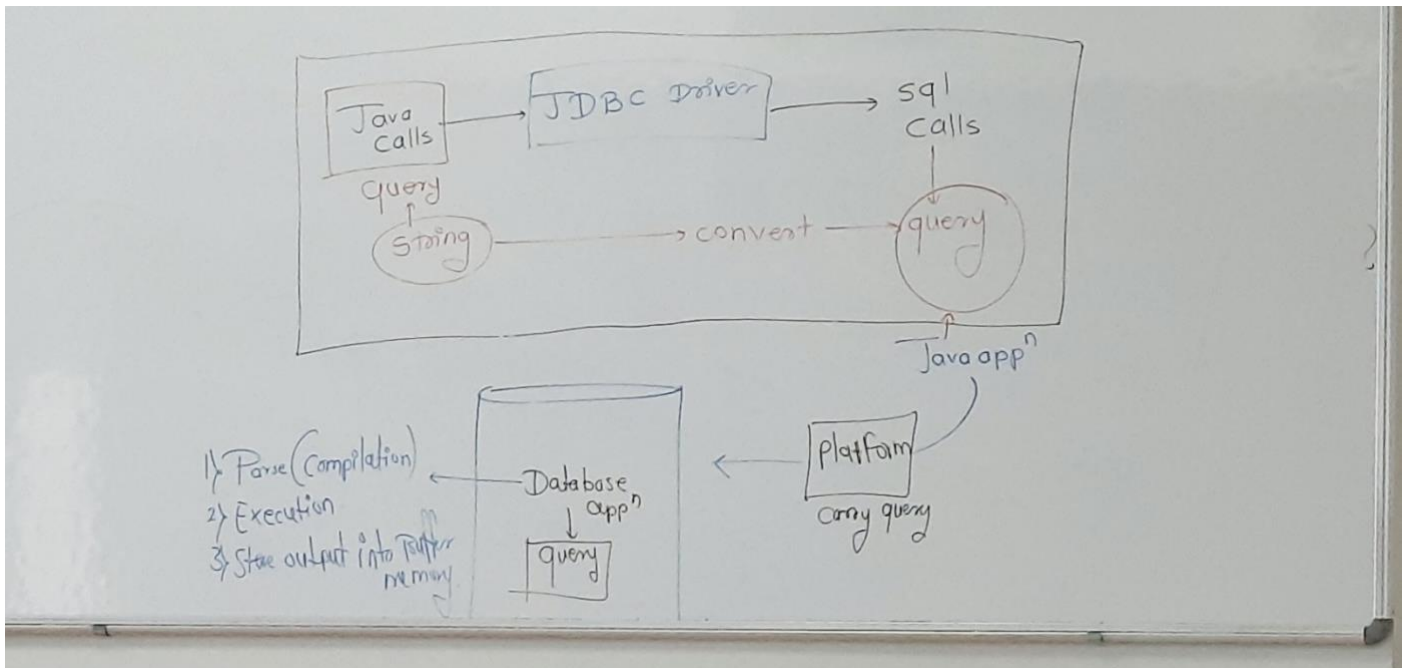 Java
calls
JDBC Driver
sql
calls
query
String
convert
query
Java appⁿ
Platform
carry query
Database
appⁿ
query
1) Parse (Compilation)
2) Execution
3) Store output into Buffer
memory